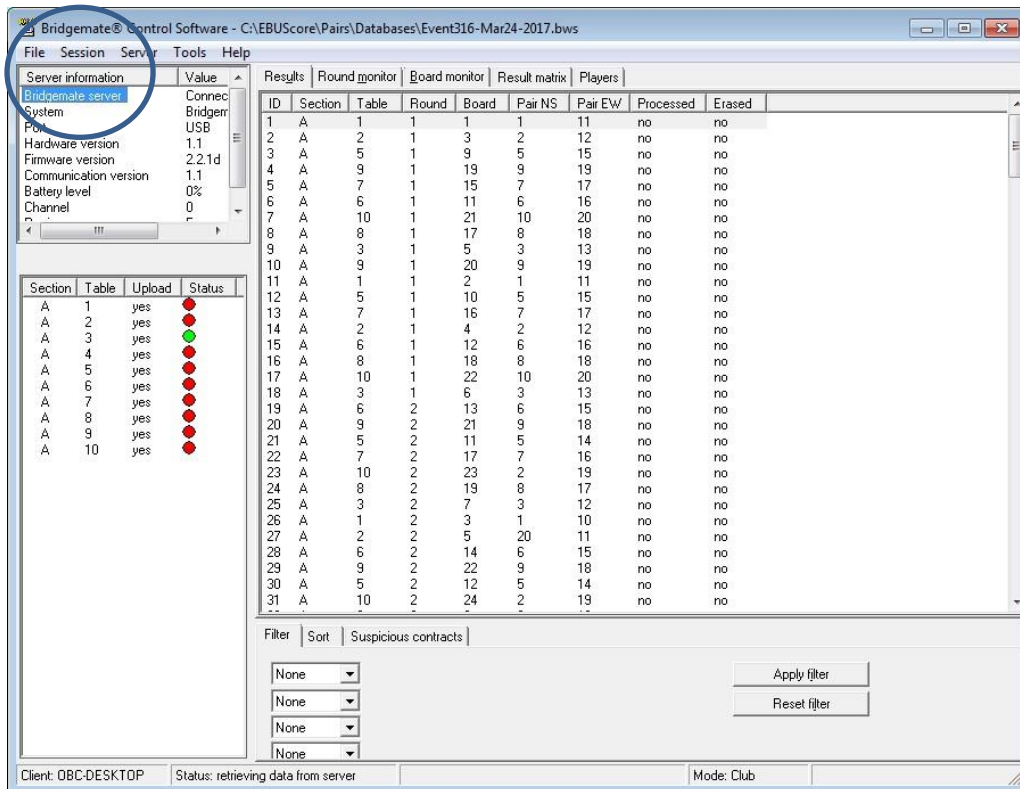 Bridgemate® Control Software - C:\EBUScore\Pairs\Databases\Event316-Mar24-2017.bws
File Session Server Tools Help
Server information Value
Bridgemate server Connec
System Bridgem
Port USB
Hardware version 1.1
Firmware version 2.2.1d
Communication version 1.1
Battery level 0%
Channel 0
Section Table Upload Status
A 1 yes
A 2 yes
A 3 yes
A 4 yes
A 5 yes
A 6 yes
A 7 yes
A 8 yes
A 9 yes
A 10 yes
Results Round monitor Board monitor Result matrix Players
ID Section Table Round Board Pair NS Pair EW Processed Erased
1 A 1 1 1 1 11 no no
2 A 2 1 3 2 12 no no
3 A 5 1 9 5 15 no no
4 A 9 1 19 9 19 no no
5 A 7 1 15 7 17 no no
6 A 6 1 11 6 16 no no
7 A 10 1 21 10 20 no no
8 A 8 1 17 8 18 no no
9 A 3 1 5 3 13 no no
10 A 9 1 20 9 19 no no
11 A 1 1 2 1 11 no no
12 A 5 1 10 5 15 no no
13 A 7 1 16 7 17 no no
14 A 2 1 4 2 12 no no
15 A 6 1 12 6 16 no no
16 A 8 1 18 8 18 no no
17 A 10 1 22 10 20 no no
18 A 3 1 6 3 13 no no
19 A 6 2 13 6 15 no no
20 A 9 2 21 9 18 no no
21 A 5 2 11 5 14 no no
22 A 7 2 17 7 16 no no
23 A 10 2 23 2 19 no no
24 A 8 2 19 8 17 no no
25 A 3 2 7 3 12 no no
26 A 1 2 3 1 10 no no
27 A 2 2 5 20 11 no no
28 A 6 2 14 6 15 no no
29 A 9 2 22 9 18 no no
30 A 5 2 12 5 14 no no
31 A 10 2 24 2 19 no no
Filter Sort Suspicious contracts
None
None
None
None
Apply filter
Reset filter
Client: OBC-DESKTOP Status: retrieving data from server Mode: Club